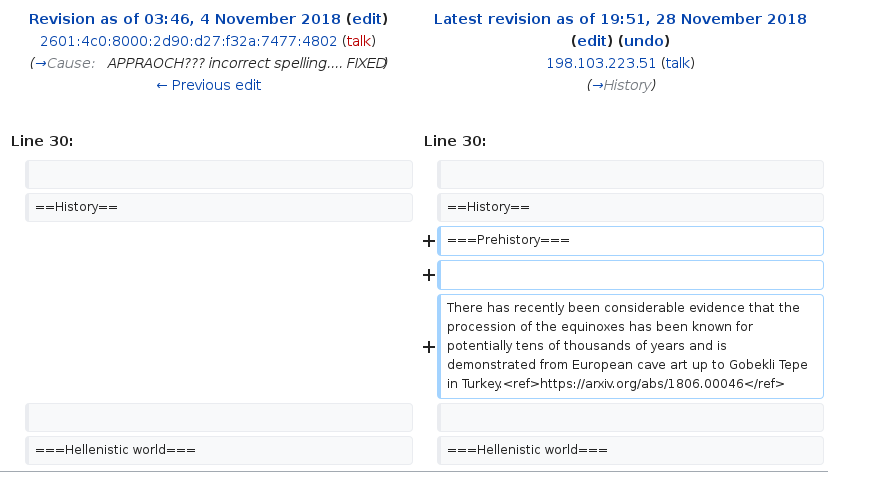 Revision as of 03:46, 4 November 2018 (edit)
2601:4c0:8000:2d90:d27:f32a:7477:4802 (talk)
(→Cause: APPRAOCH??? incorrect spelling.... FIXED)
← Previous edit
Latest revision as of 19:51, 28 November 2018
(edit) (undo)
198.103.223.51 (talk)
(→History)
Line 30:
Line 30:
==History==
==History==
+ ===Prehistory===
+
+ There has recently been considerable evidence that the
procession of the equinoxes has been known for
potentially tens of thousands of years and is
demonstrated from European cave art up to Gobekli Tepe
in Turkey.<ref>https://arxiv.org/abs/1806.00046</ref>
===Hellenistic world===
===Hellenistic world===